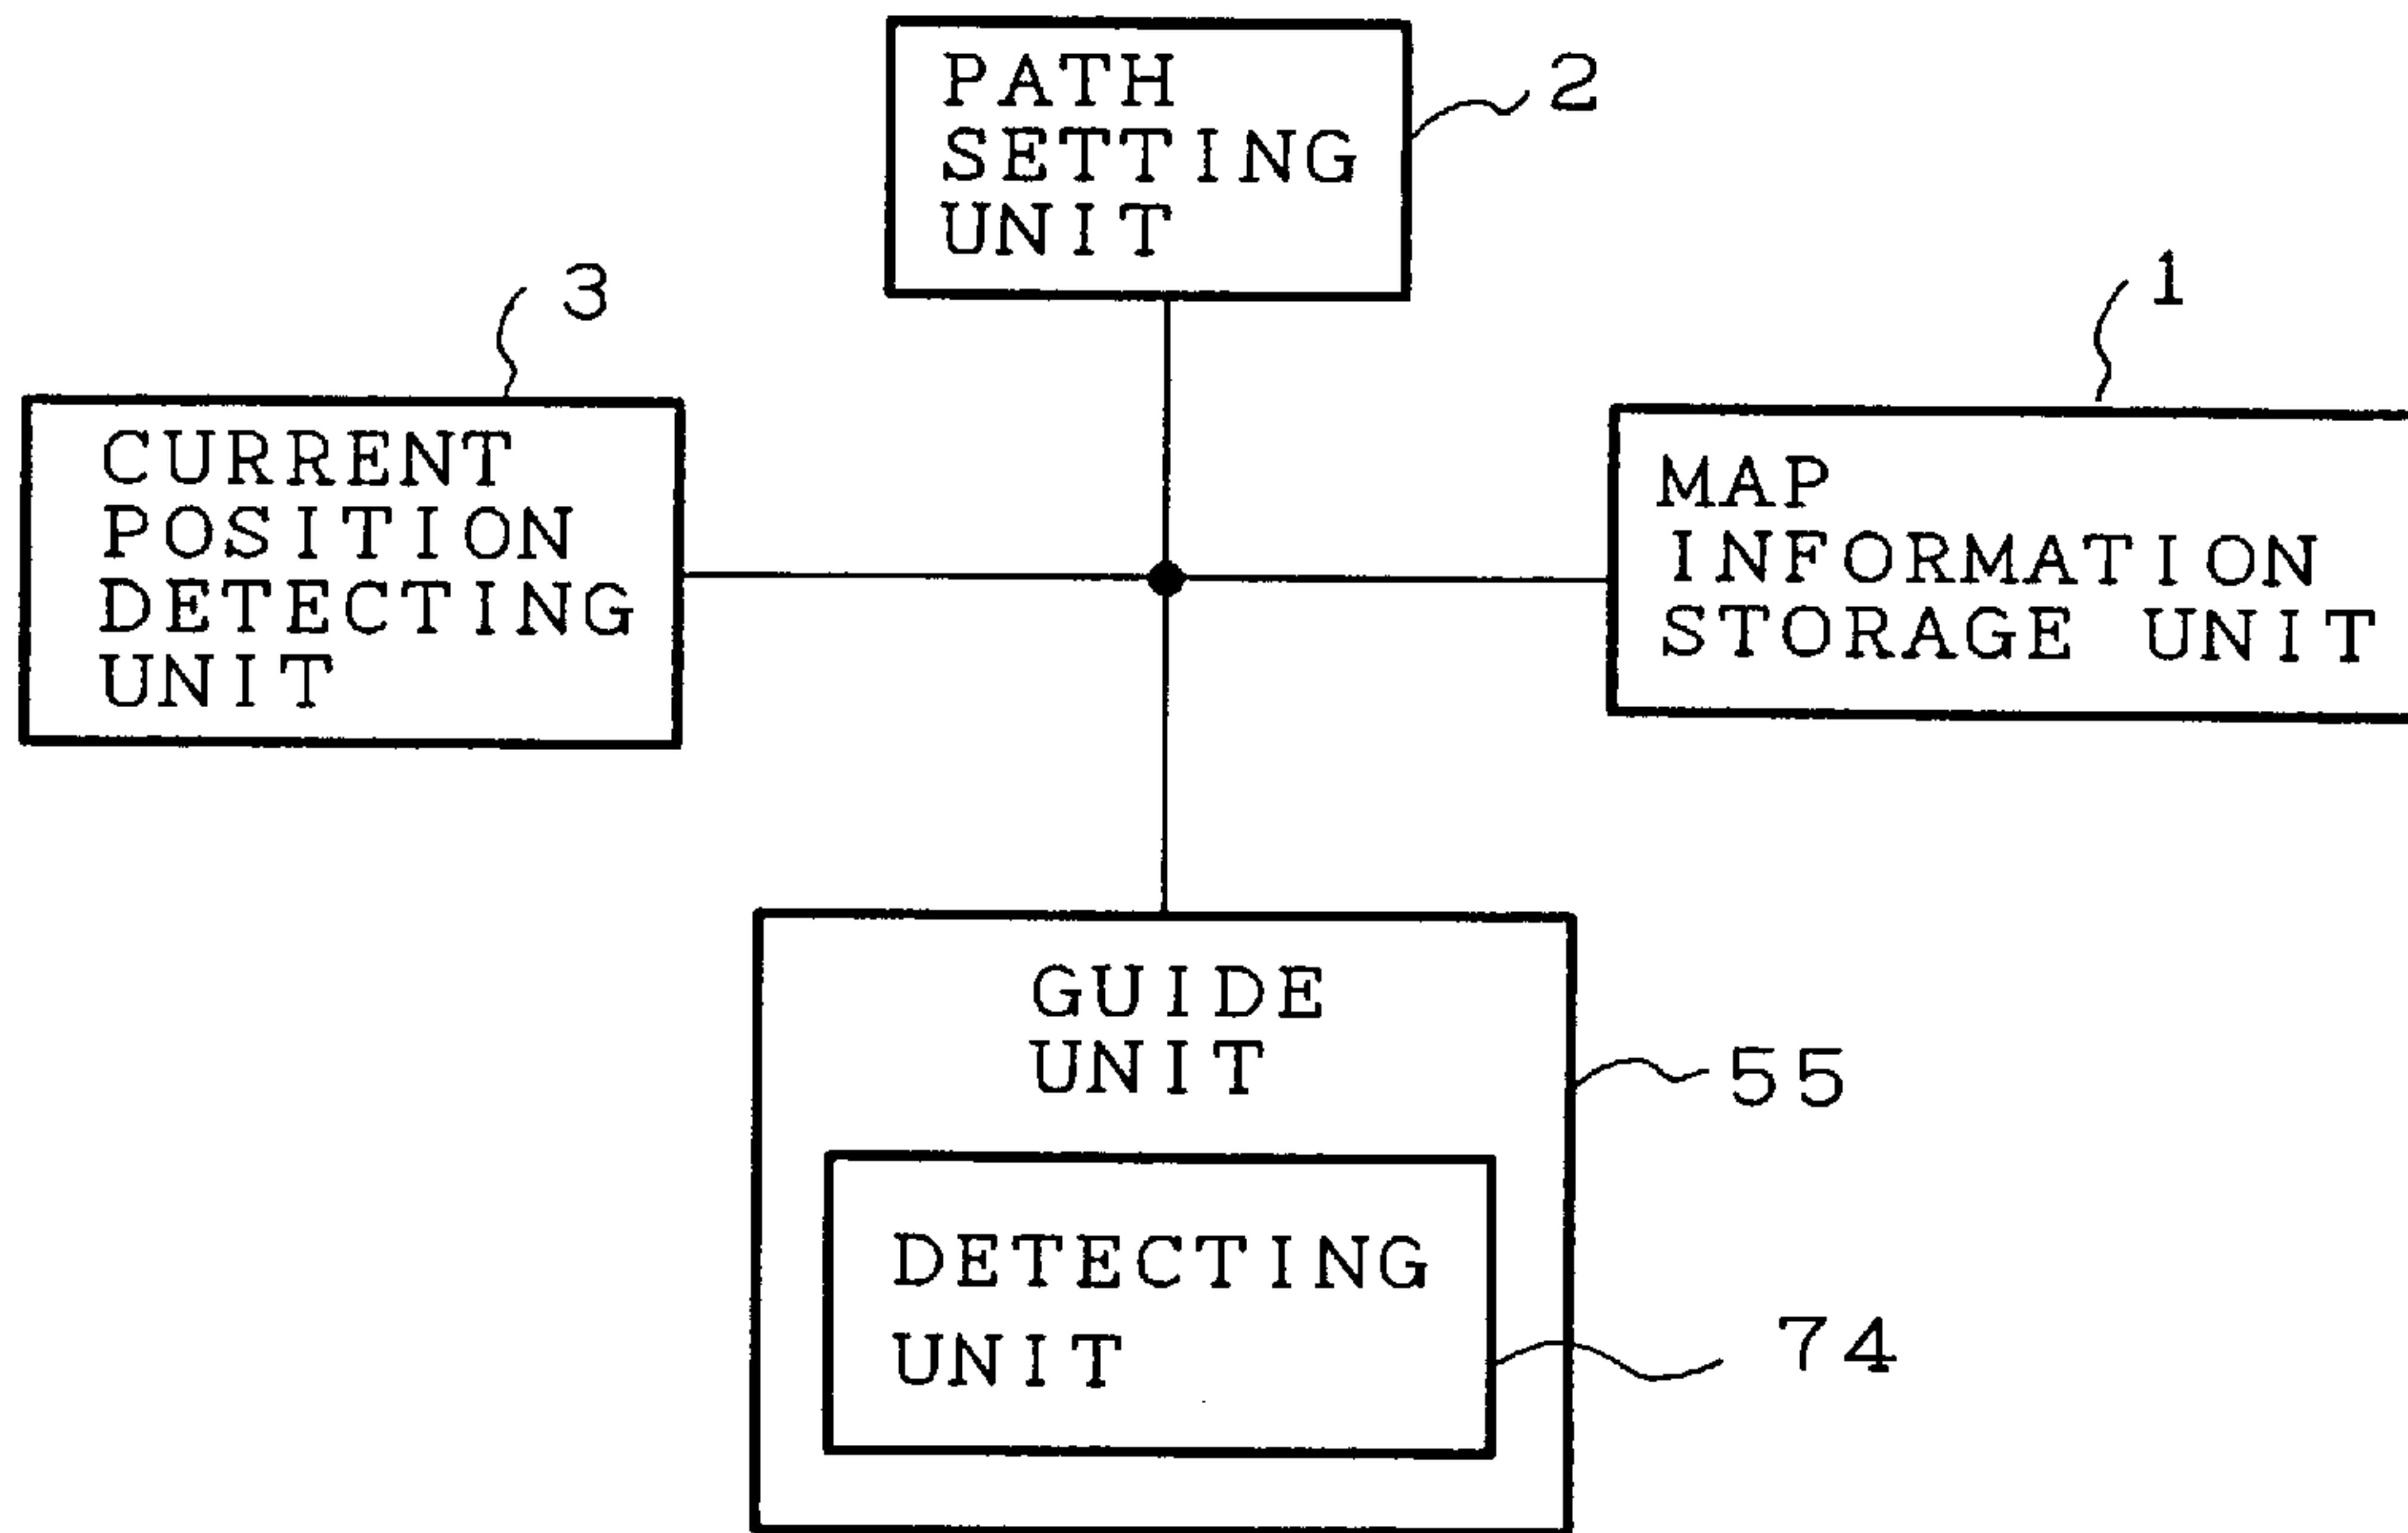 PATH
SETTING
UNIT
2
3
1
CURRENT
POSITION
DETECTING
UNIT
MAP
INFORMATION
STORAGE UNIT
GUIDE
UNIT
55
DETECTING
UNIT
74